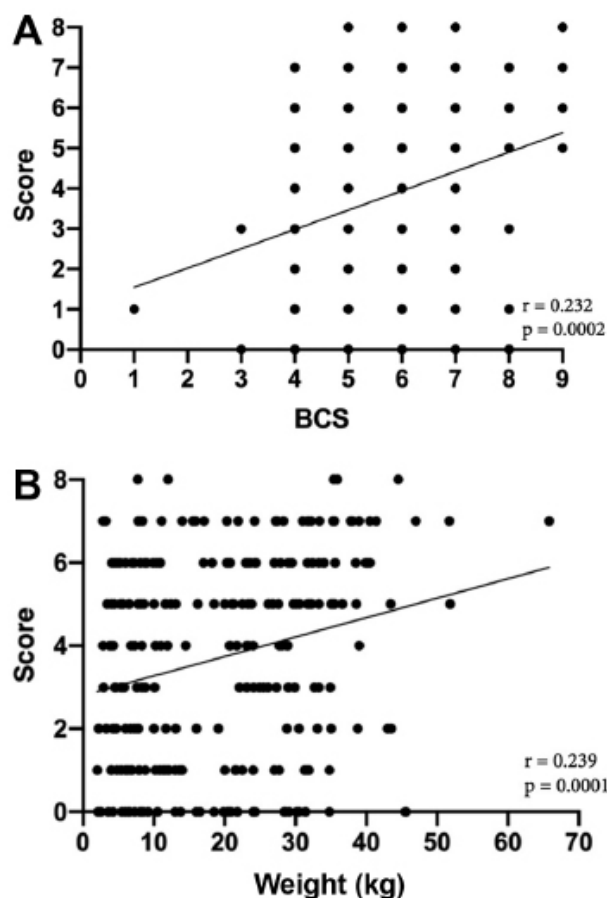 A
8
7
6
5
4
3
2
1
0
Score
0 1 2 3 4 5 6 7 8 9
BCS
r = 0.232
p = 0.0002
B
8
6
4
2
0
Score
0 10 20 30 40 50 60 70
Weight (kg)
r = 0.239
p = 0.0001